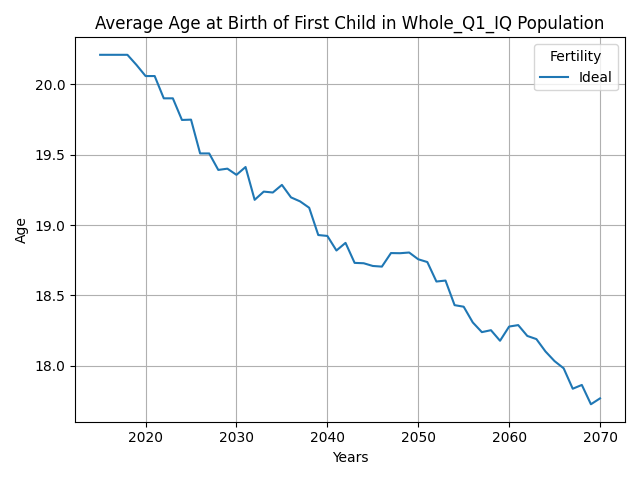 Average Age at Birth of First Child in Whole_Q1_IQ Population
Fertility
Ideal
20.0
19.5
19.0
18.5
18.0
Age
2020 2030 2040 2050 2060 2070
Years